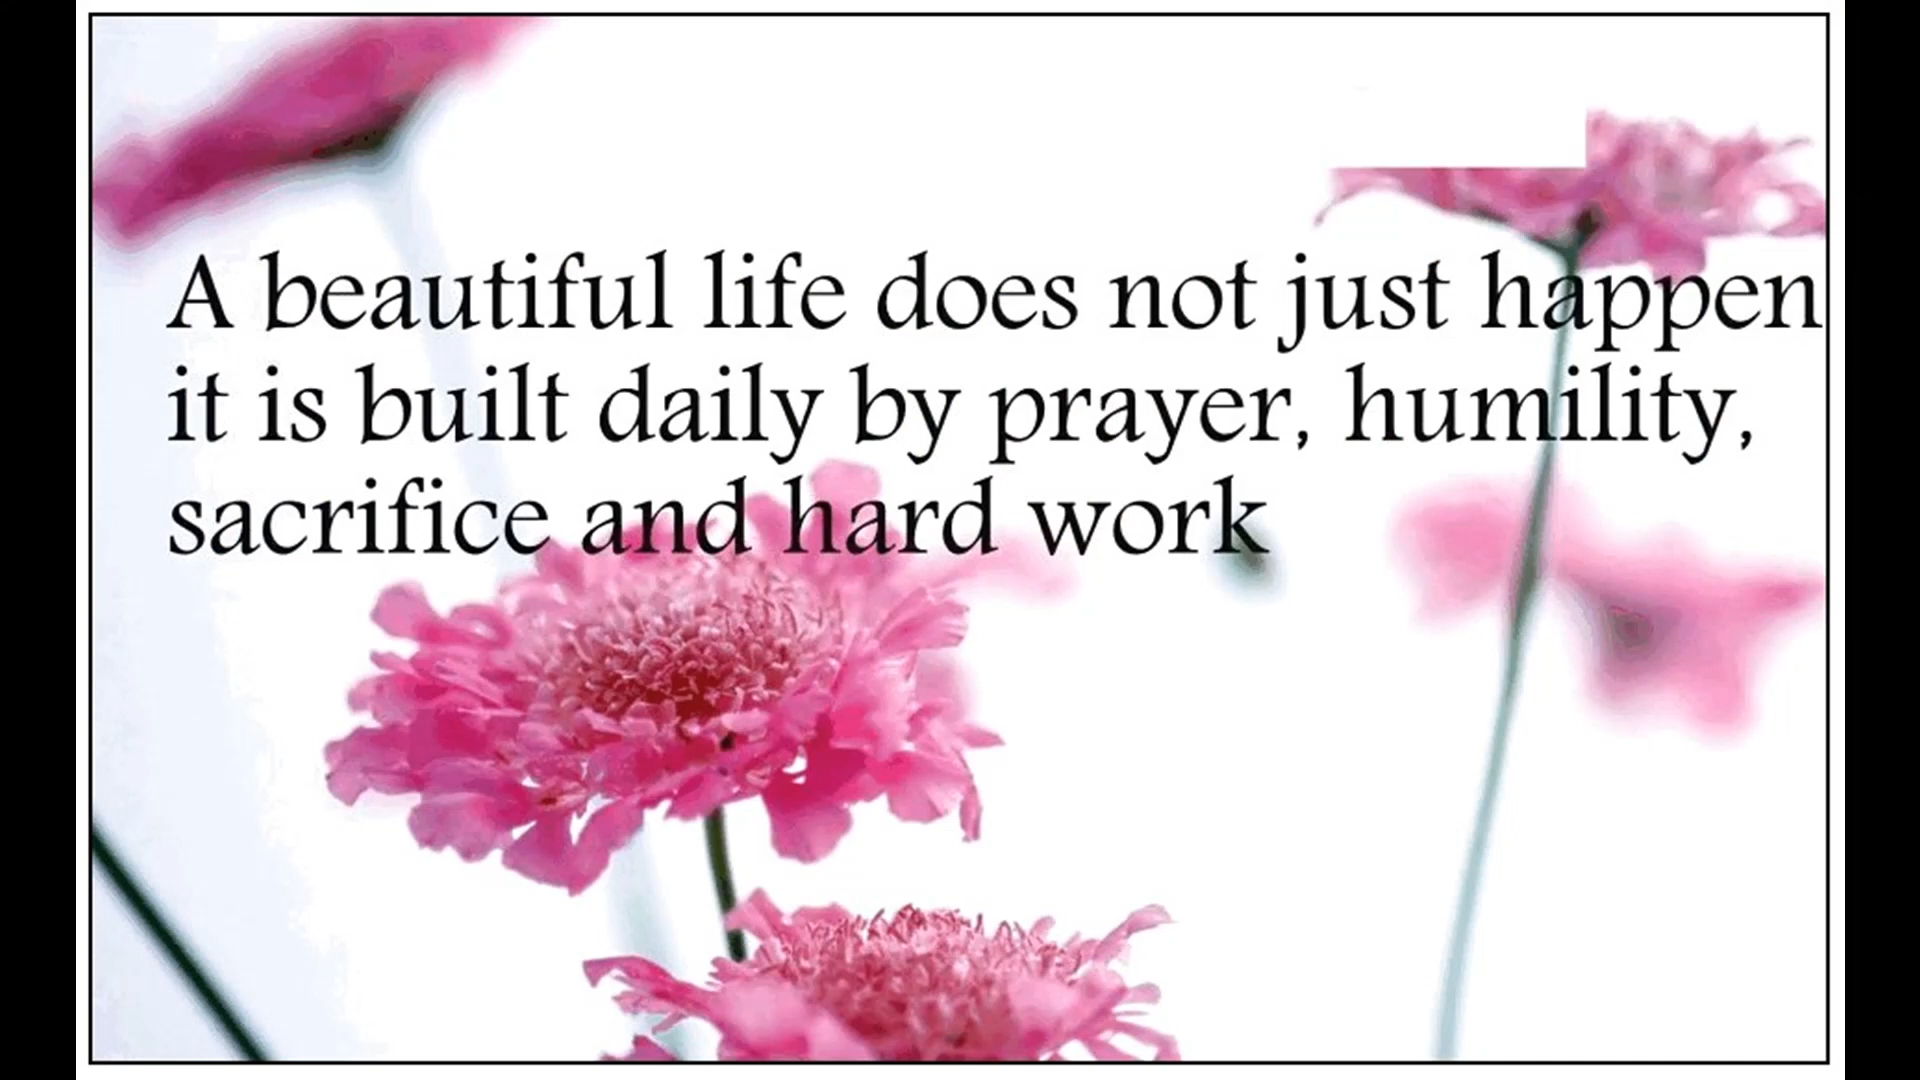 A beautiful life does not just happen
it is built daily by prayer, humility,
sacrifice and hard work